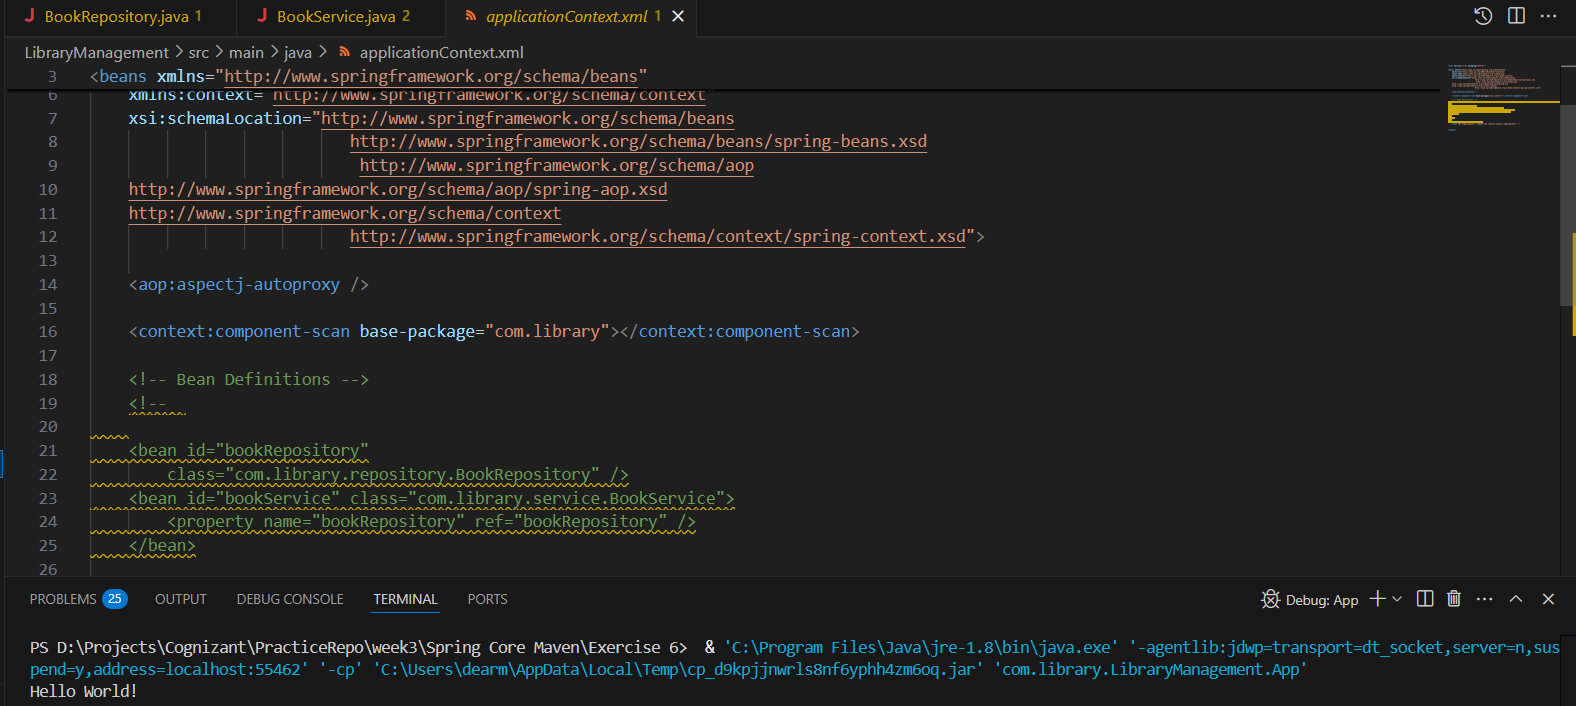 BookRepository.java 1
BookService.java 2
applicationContext.xml 1
LibraryManagement > src > main > java > applicationContext.xml
3 <beans xmlns="http://www.springframework.org/schema/beans"
6 xmlns:context="http://www.springframework.org/schema/context
7 xsi:schemaLocation="http://www.springframework.org/schema/beans
8 http://www.springframework.org/schema/beans/spring-beans.xsd
9 http://www.springframework.org/schema/aop
10 http://www.springframework.org/schema/aop/spring-aop.xsd
11 http://www.springframework.org/schema/context
12 http://www.springframework.org/schema/context/spring-context.xsd">
13
14 <aop:aspectj-autoproxy />
15
16 <context:component-scan base-package="com.library"></context:component-scan>
17
18 <!-- Bean Definitions -->
19 <!--
20
21 <bean id="bookRepository"
22 class="com.library.repository.BookRepository" />
23 <bean id="bookService" class="com.library.service.BookService">
24 <property name="bookRepository" ref="bookRepository" />
25 </bean>
26
PROBLEMS 25 OUTPUT DEBUG CONSOLE TERMINAL PORTS
Debug: App
PS D:\Projects\Cognizant\PracticeRepo\week3\Spring Core Maven\Exercise 6> & 'C:\Program Files\Java\jre-1.8\bin\java.exe' '-agentlib:jdwp=transport=dt_socket,server=n,sus
pend=y,address=localhost:55462' '-cp' 'C:\Users\dearm\AppData\Local\Temp\cp_d9kpjjnwrls8nf6yphh4zm6oq.jar' 'com.library.LibraryManagement.App'
Hello World!